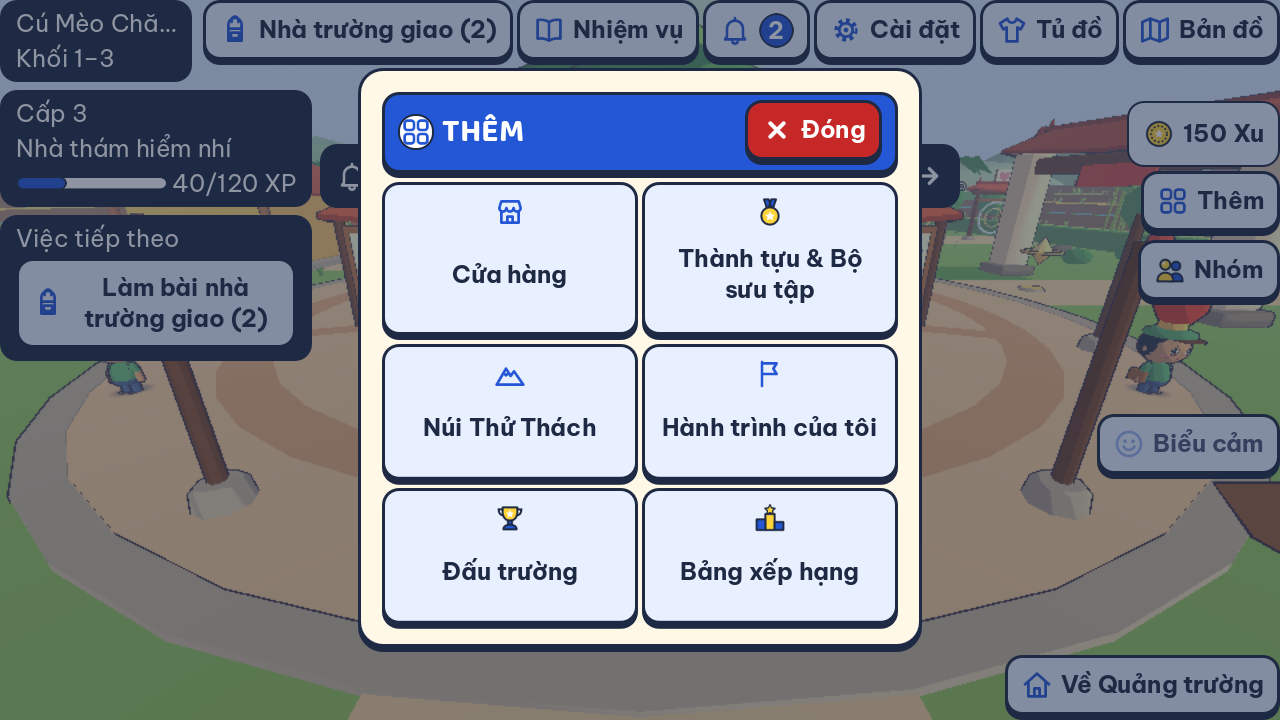 Cú Mèo Chă...
Khối 1–3
Nhà trường giao (2)
Nhiệm vụ
2
Cài đặt
Tủ đồ
Bản đồ
Cấp 3
Nhà thám hiểm nhí
40/120 XP
Việc tiếp theo
Làm bài nhà
trường giao (2)
THÊM
Đóng
Cửa hàng
Thành tựu & Bộ
sưu tập
Núi Thử Thách
Hành trình của tôi
Đấu trường
Bảng xếp hạng
150 Xu
Thêm
Nhóm
Biểu cảm
Về Quảng trường